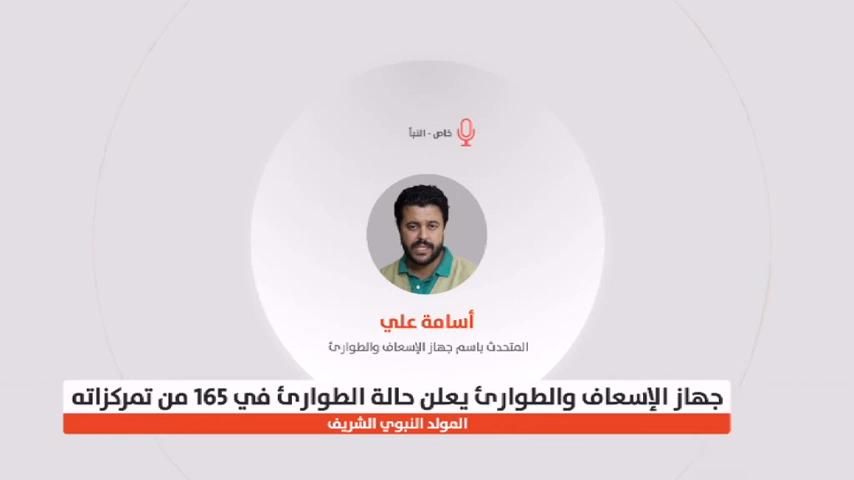 خاص - النبأ
أسامة علي
المتحدث باسم جهاز الإسعاف والطوارئ
جهاز الإسعاف والطوارئ يعلن حالة الطوارئ في 165 من تمركزاته
المولد النبوي الشريف